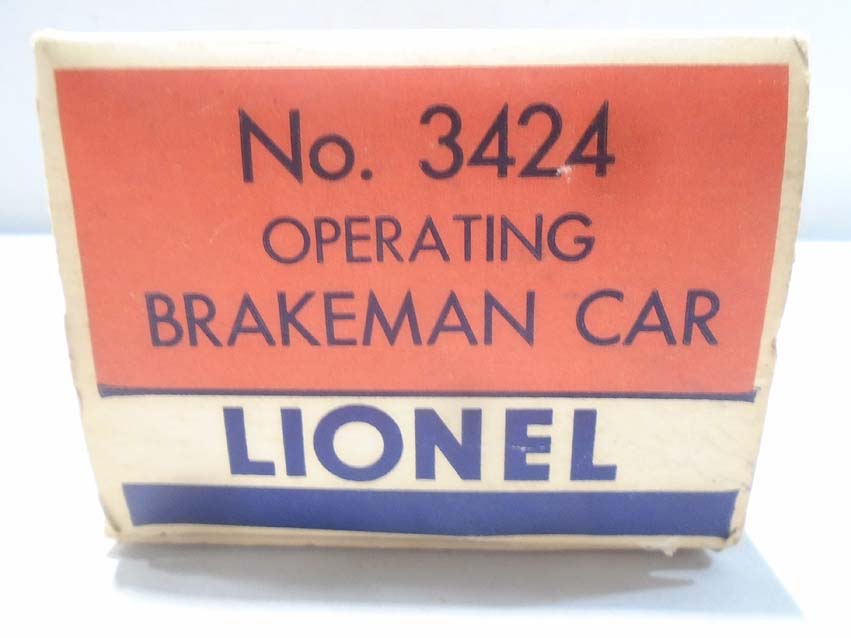 No. 3424
OPERATING
BRAKEMAN CAR
LIONEL